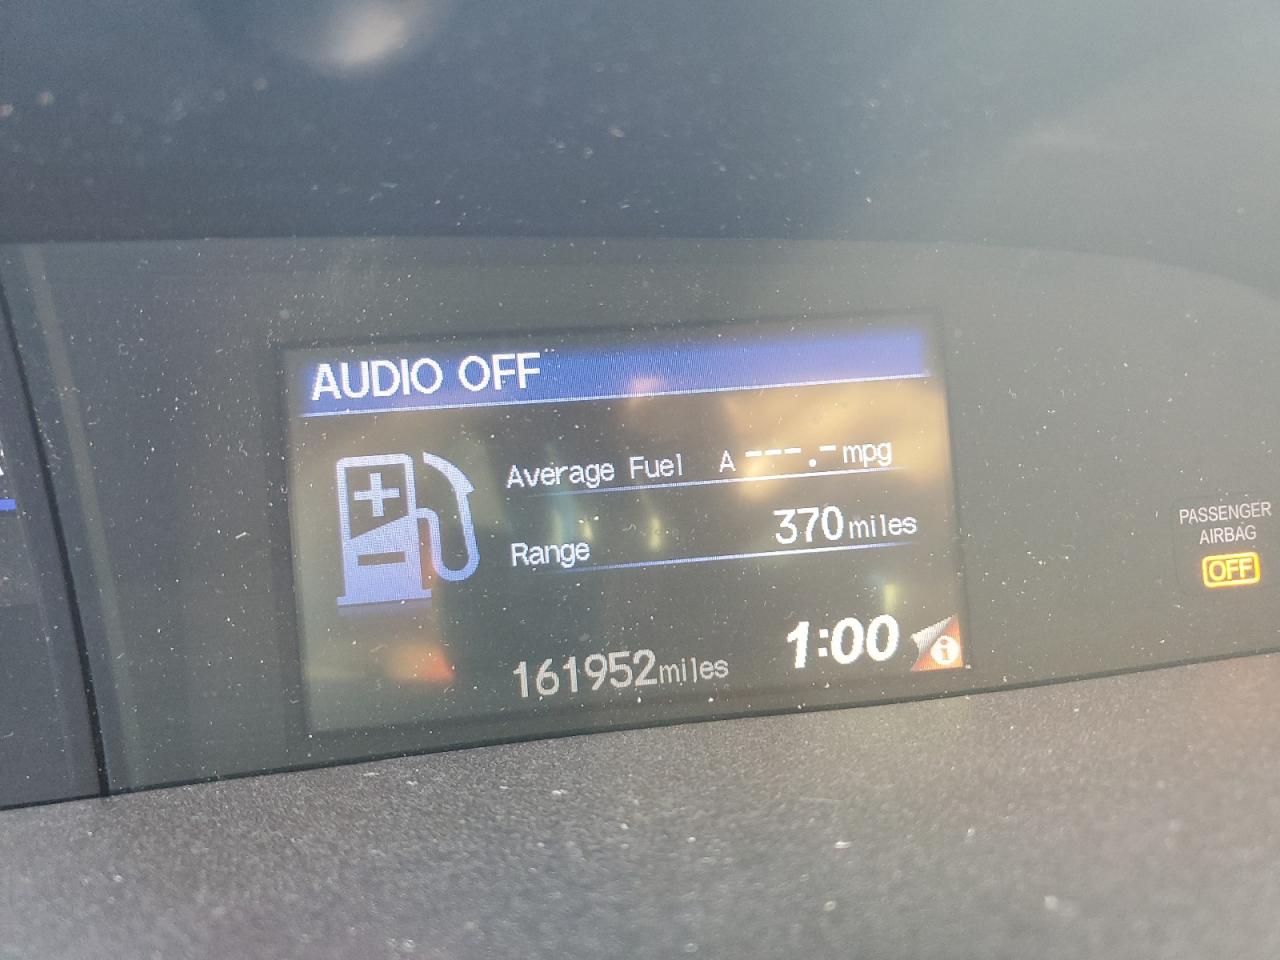 AUDIO OFF
Average Fuel A ---.- mpg
Range 370 miles
161952 miles 1:00
PASSENGER
AIRBAG
OFF